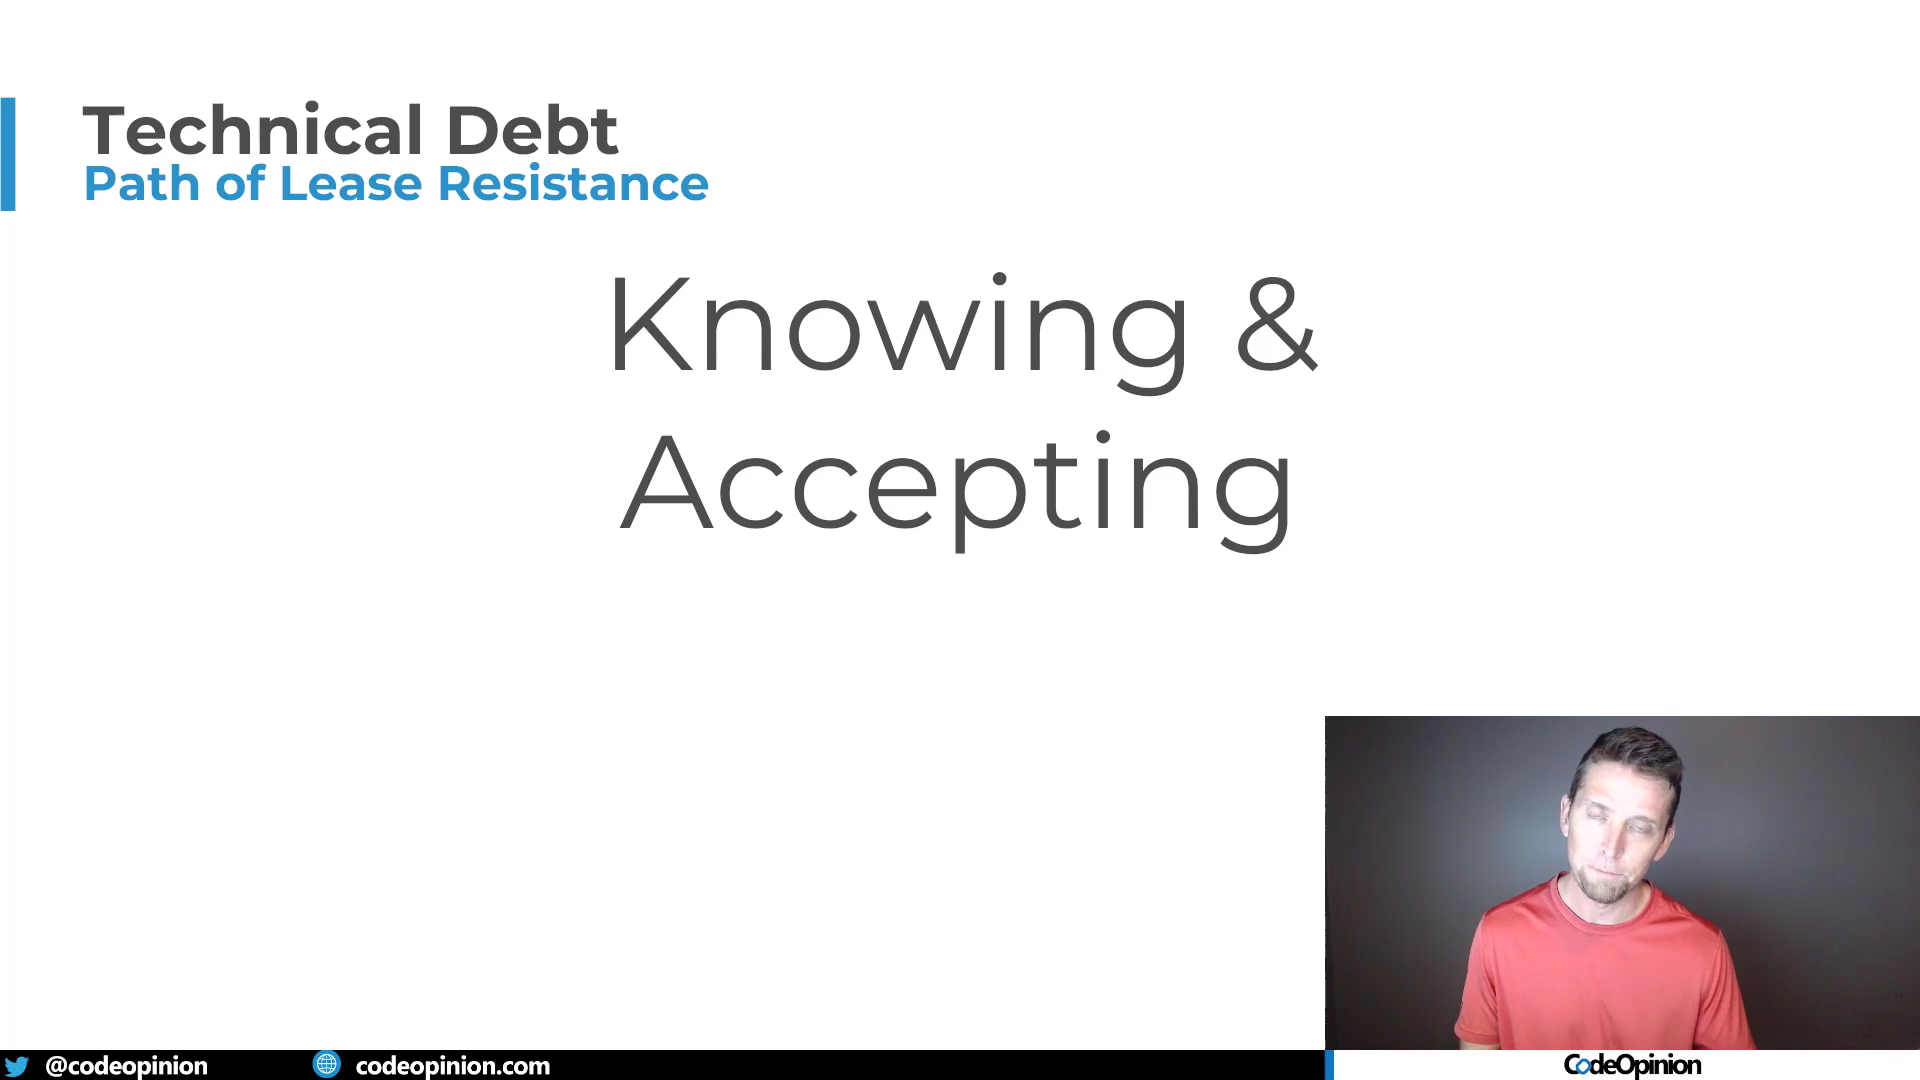 Technical Debt
Path of Lease Resistance
Knowing &
Accepting
@codeopinion
codeopinion.com
CodeOpinion